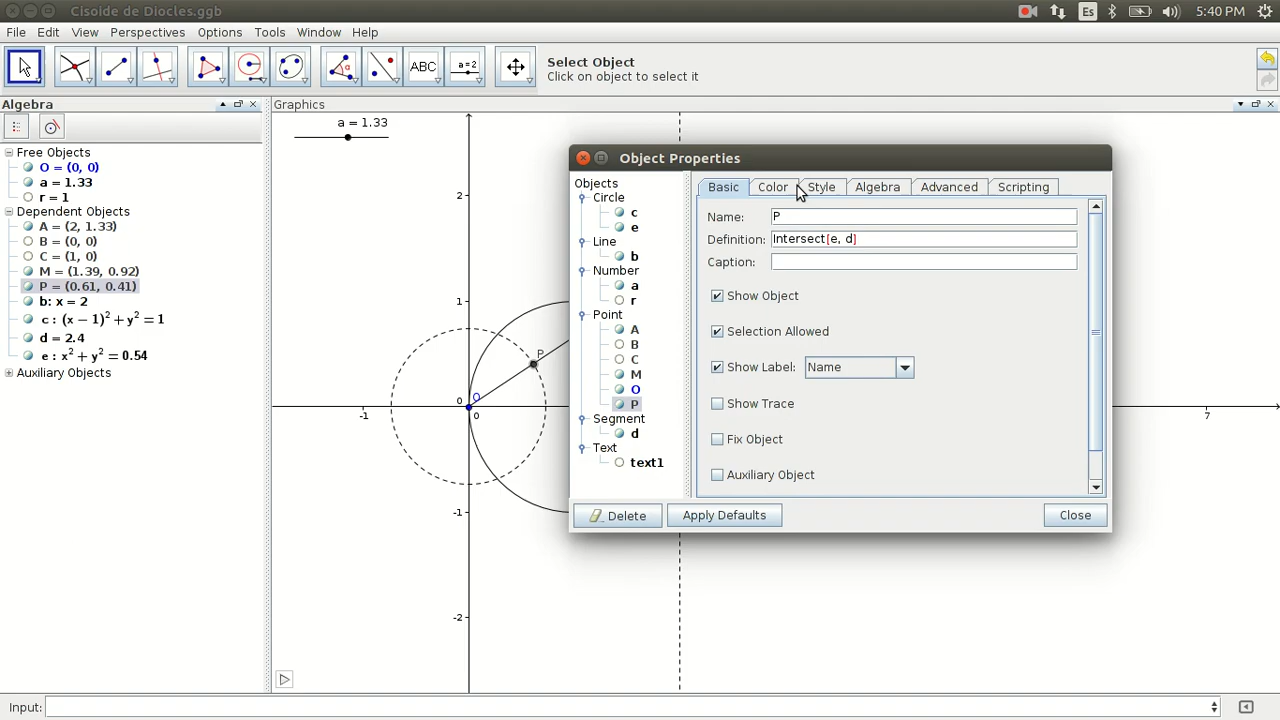 Cisoide de Diocles.ggb
Es
5:40 PM
File Edit View Perspectives Options Tools Window Help
ABC
a=2
Select Object
Click on object to select it
Algebra
Graphics
Free Objects
O = (0, 0)
a = 1.33
r = 1
Dependent Objects
A = (2, 1.33)
B = (0, 0)
C = (1, 0)
M = (1.39, 0.92)
P = (0.61, 0.41)
b: x = 2
c : (x − 1)² + y² = 1
d = 2.4
e : x² + y² = 0.54
Auxiliary Objects
a = 1.33
2
1
0
-1
-2
-1
0
7
P
O
Object Properties
Objects
Circle
c
e
Line
b
Number
a
r
Point
A
B
C
M
O
P
Segment
d
Text
text1
Basic Color Style Algebra Advanced Scripting
Name: P
Definition: Intersect[e, d]
Caption:
Show Object
Selection Allowed
Show Label: Name
Show Trace
Fix Object
Auxiliary Object
Delete Apply Defaults Close
Input: